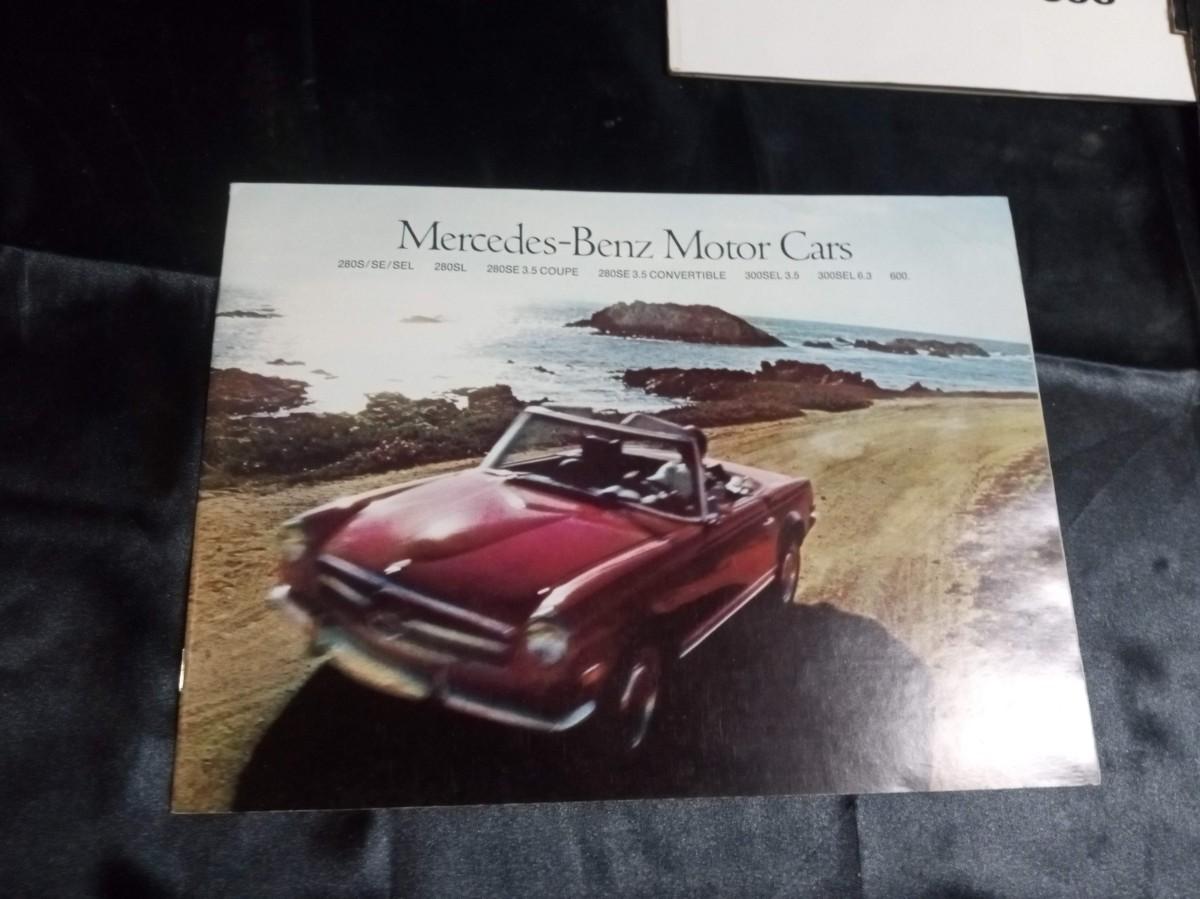 Mercedes-Benz Motor Cars
280S/SE/SEL 280SL 280SE 3.5 COUPE 280SE 3.5 CONVERTIBLE 300SEL 3.5 300SEL 6.3 600.